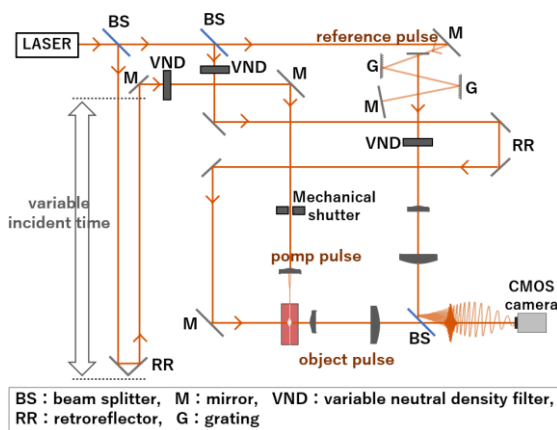 BS
BS
LASER
reference pulse
M
VND
M
G
M
VND
G
M
VND
RR
variable
incident time
Mechanical
shutter
pomp pulse
CMOS
camera
M
BS
object pulse
RR
BS：beam splitter, M：mirror, VND：variable neutral density filter,
RR：retroreflector, G：grating